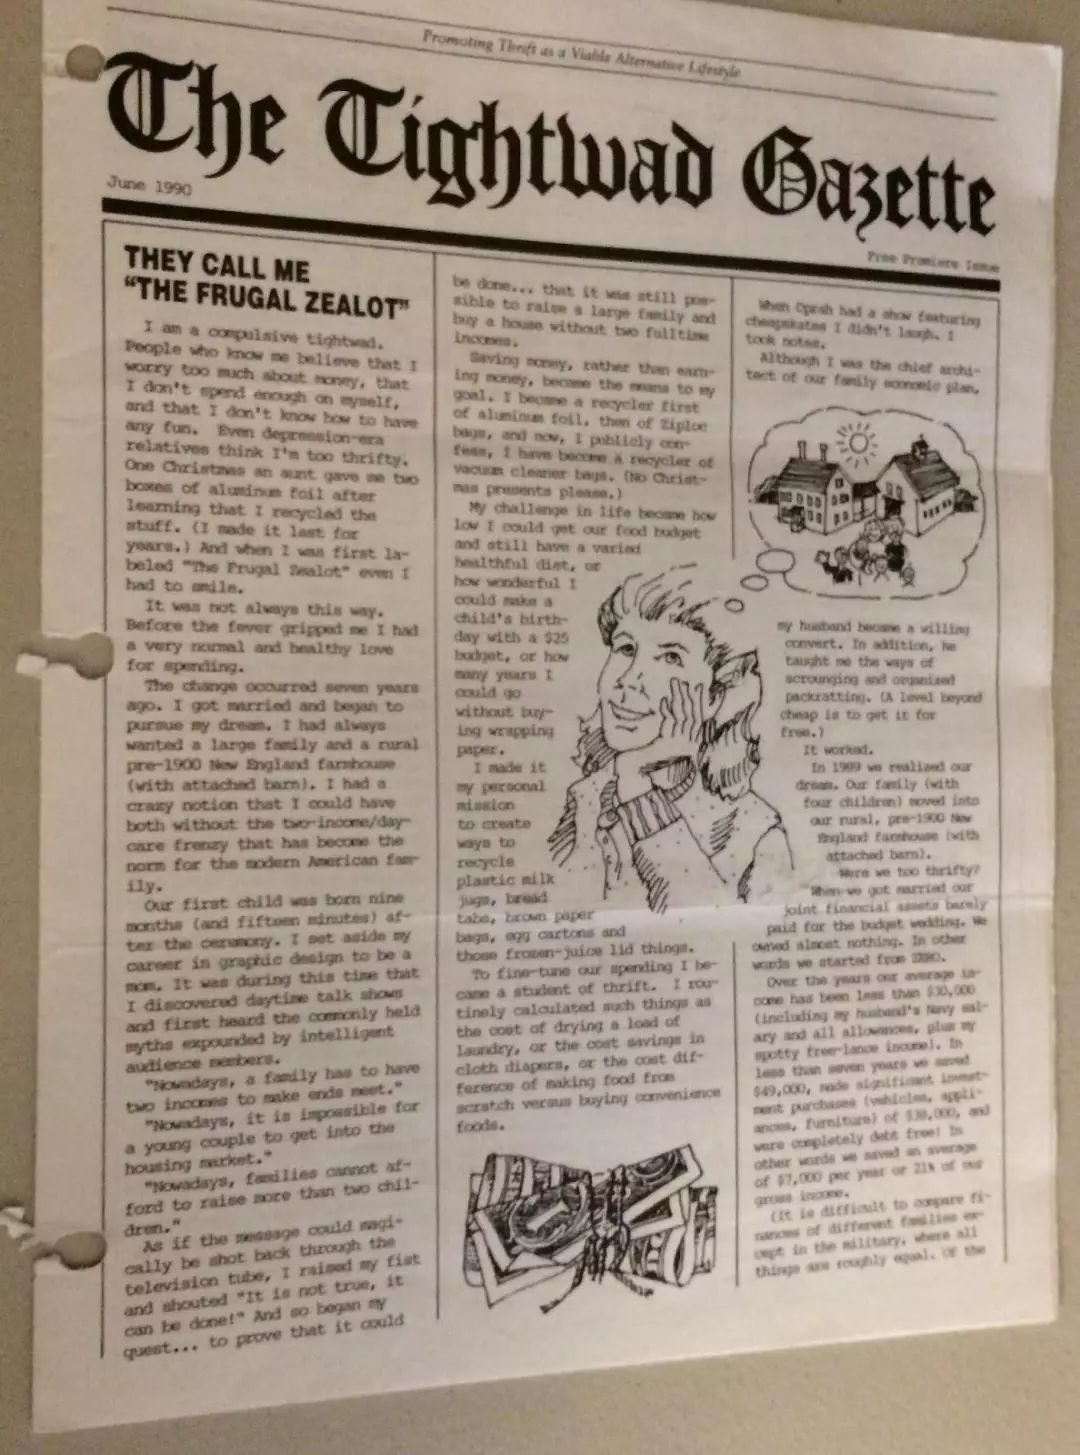 Promoting Thrift as a Viable Alternative Lifestyle
The Tightwad Gazette
June 1990
Free Premiere Issue
THEY CALL ME
"THE FRUGAL ZEALOT"
I am a compulsive tightwad.
People who know me believe that I
worry too much about money, that
I don't spend enough on myself,
and that I don't know how to have
any fun. Even depression-era
relatives think I'm too thrifty.
One Christmas an aunt gave me two
boxes of aluminum foil after
learning that I recycled the
stuff. (I made it last for
years.) And when I was first la-
beled "The Frugal Zealot" even I
had to smile.
It was not always this way.
Before the fever gripped me I had
a very normal and healthy love
for spending.
The change occurred seven years
ago. I got married and began to
pursue my dream. I had always
wanted a large family and a rural
pre-1900 New England farmhouse
(with attached barn). I had a
crazy notion that I could have
both without the two-income/day-
care frenzy that has become the
norm for the modern American fam-
ily.
Our first child was born nine
months (and fifteen minutes) af-
ter the ceremony. I set aside my
career in graphic design to be a
mom. It was during this time that
I discovered daytime talk shows
and first heard the commonly held
myths expounded by intelligent
audience members.
"Nowadays, a family has to have
two incomes to make ends meet."
"Nowadays, it is impossible for
a young couple to get into the
housing market."
"Nowadays, families cannot af-
ford to raise more than two chil-
dren."
As if the message could magi-
cally be shot back through the
television tube, I raised my fist
and shouted "It is not true, it
can be done!" And so began my
quest... to prove that it could
be done... that it was still pos-
sible to raise a large family and
buy a house without two fulltime
incomes.
Saving money, rather than earn-
ing money, became the means to my
goal. I became a recycler first
of aluminum foil, then of Ziploc
bags, and now, I publicly con-
fess, I have become a recycler of
vacuum cleaner bags. (No Christ-
mas presents please.)
My challenge in life became how
low I could get our food budget
and still have a varied
healthful diet, or
how wonderful I
could make a
child's birth-
day with a $25
budget, or how
many years I
could go
without buy-
ing wrapping
paper.
I made it
my personal
mission
to create
ways to
recycle
plastic milk
jugs, bread
tabs, brown paper
bags, egg cartons and
those frozen-juice lid things.
To fine-tune our spending I be-
came a student of thrift. I rou-
tinely calculated such things as
the cost of drying a load of
laundry, or the cost savings in
cloth diapers, or the cost dif-
ference of making food from
scratch versus buying convenience
foods.
When Oprah had a show featuring
cheapskates I didn't laugh. I
took notes.
Although I was the chief archi-
tect of our family economic plan,
my husband became a willing
convert. In addition, he
taught me the ways of
scrounging and organized
packratting. (A level beyond
cheap is to get it for
free.)
It worked.
In 1989 we realized our
dream. Our family (with
four children) moved into
our rural, pre-1900 New
England farmhouse (with
attached barn).
Were we too thrifty?
When we got married our
joint financial assets barely
paid for the budget wedding. We
owned almost nothing. In other
words we started from ZERO.
Over the years our average in-
come has been less than $30,000
(including my husband's Navy sal-
ary and all allowances, plus my
spotty free-lance income). In
less than seven years we saved
$49,000, made significant invest-
ment purchases (vehicles, appli-
ances, furniture) of $38,000, and
were completely debt free! In
other words we saved an average
of $7,000 per year or 21% of our
gross income.
(It is difficult to compare fi-
nances of different families ex-
cept in the military, where all
things are roughly equal. Of the